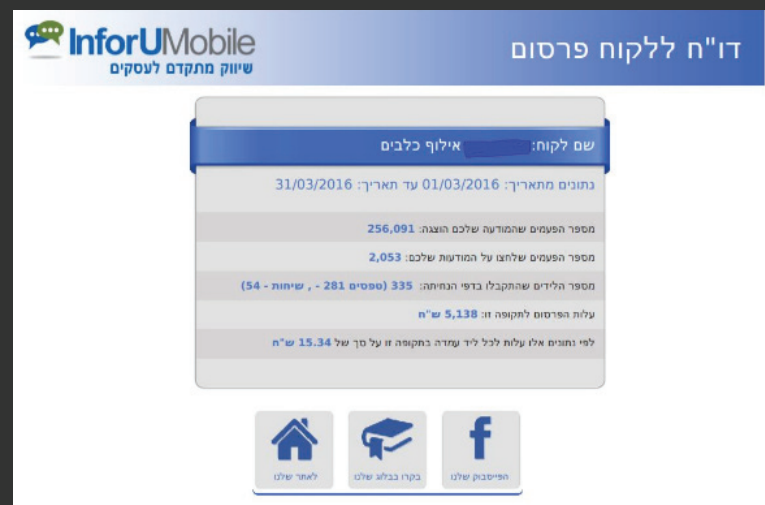 InforUMobile
שיווק מתקדם לעסקים
דו"ח ללקוח פרסום
שם לקוח: אילוף כלבים
נתונים מתאריך: 01/03/2016 עד תאריך: 31/03/2016
מספר הפעמים שהמודעה שלכם הוצגה: 256,091
מספר הפעמים שלחצו על המודעות שלכם: 2,053
מספר הלידים שהתקבלו בדפי הנחיתה: 335 (טפסים 281 - , שיחות - 54)
עלות הפרסום לתקופה זו: 5,138 ש"ח
לפי נתונים אלו עלות לכל ליד עמדה בתקופה זו על סך של 15.34 ש"ח
הפייסבוק שלנו
בקרו בבלוג שלנו
לאתר שלנו